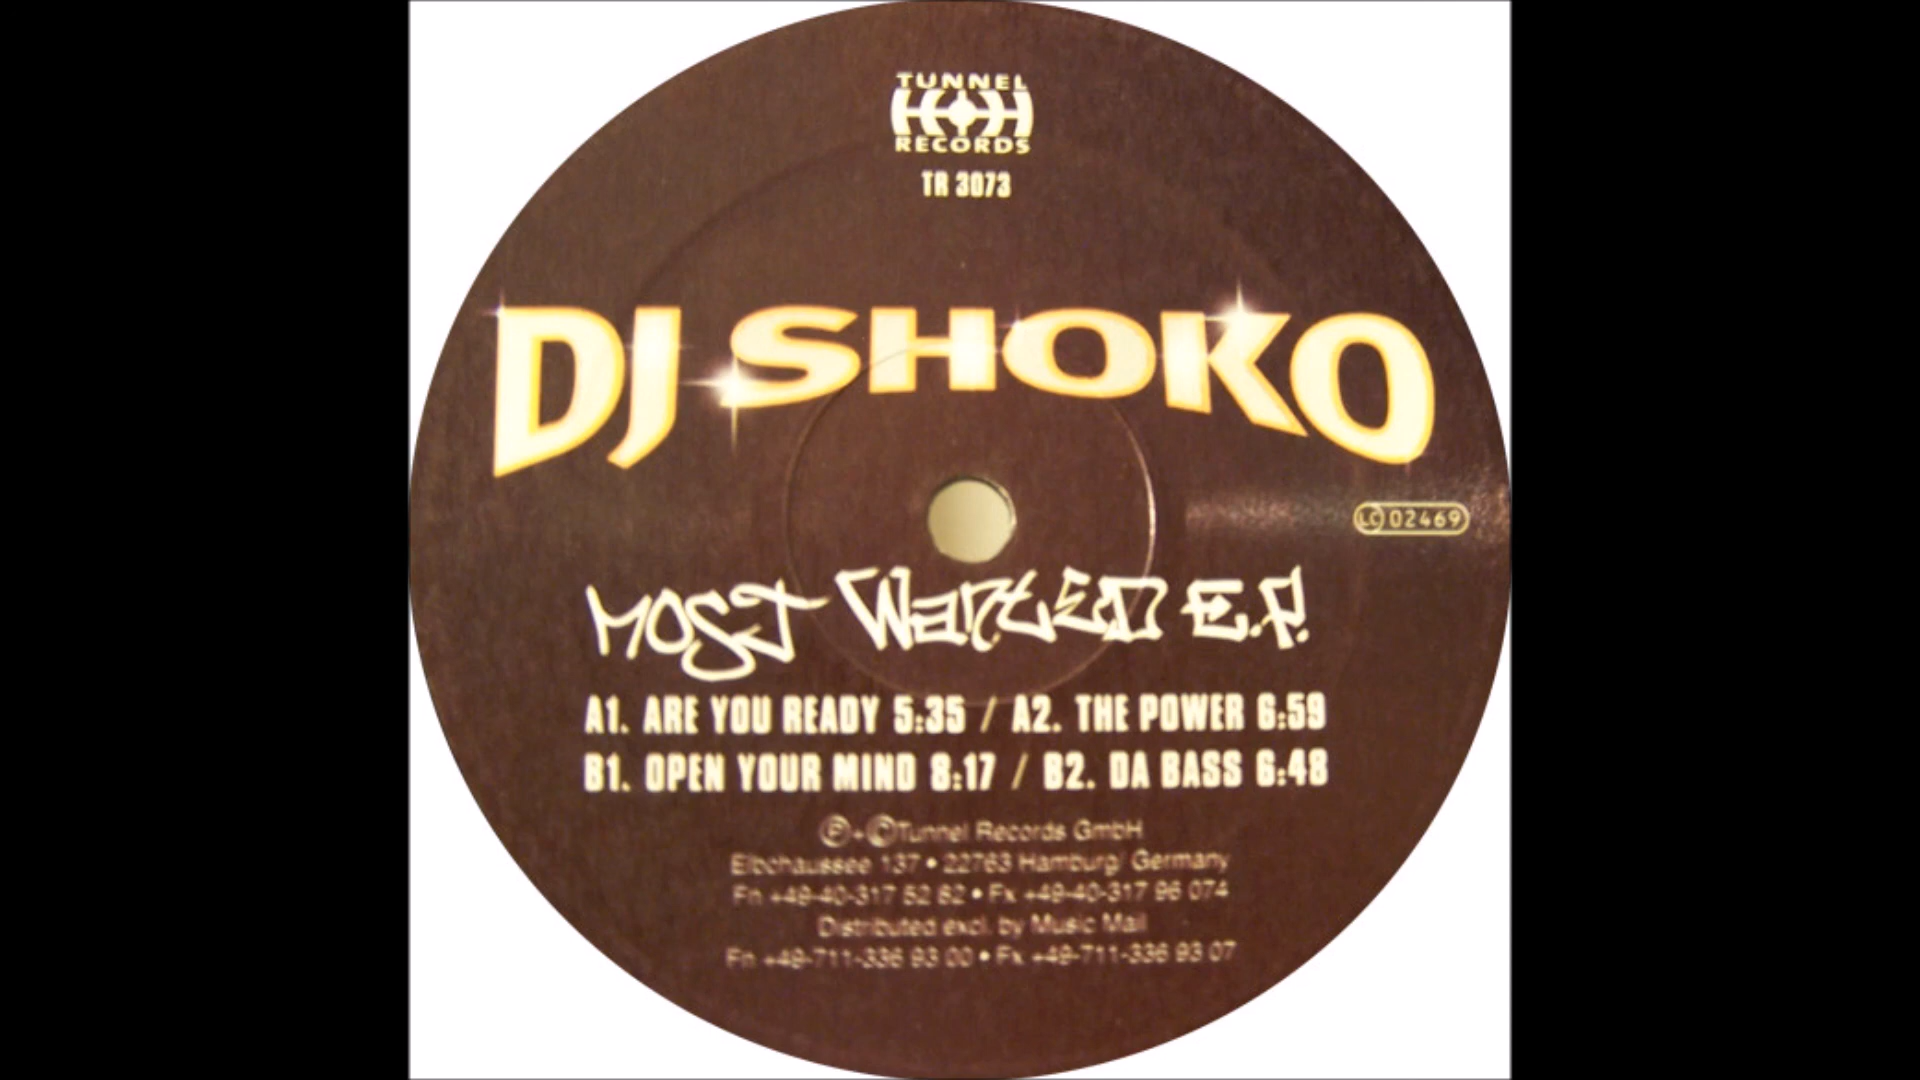 TUNNEL
RECORDS
TR 3073
DJ SHOKO
LC 02469
MOST WANTED E.P.
A1. ARE YOU READY 5:35 / A2. THE POWER 6:59
B1. OPEN YOUR MIND 8:17 / B2. DA BASS 6:48
Ⓟ+ⒸTunnel Records GmbH
Elbchaussee 137 • 22763 Hamburg/ Germany
Fn +49-40-317 52 82 • Fx +49-40-317 96 074
Distributed excl. by Music Mail
Fn +49-711-336 93 00 • Fx +49-711-336 93 07